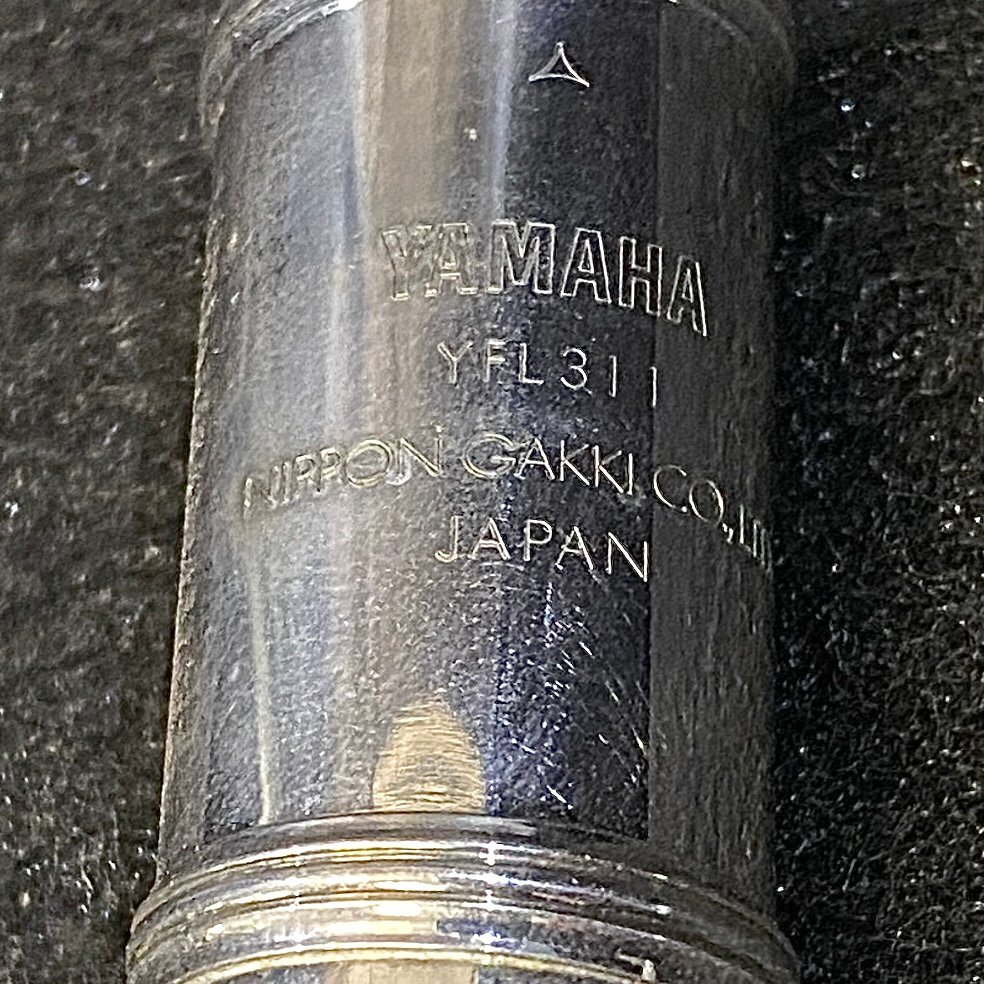 YAMAHA
YFL311
NIPPON GAKKI CO.,LTD
JAPAN